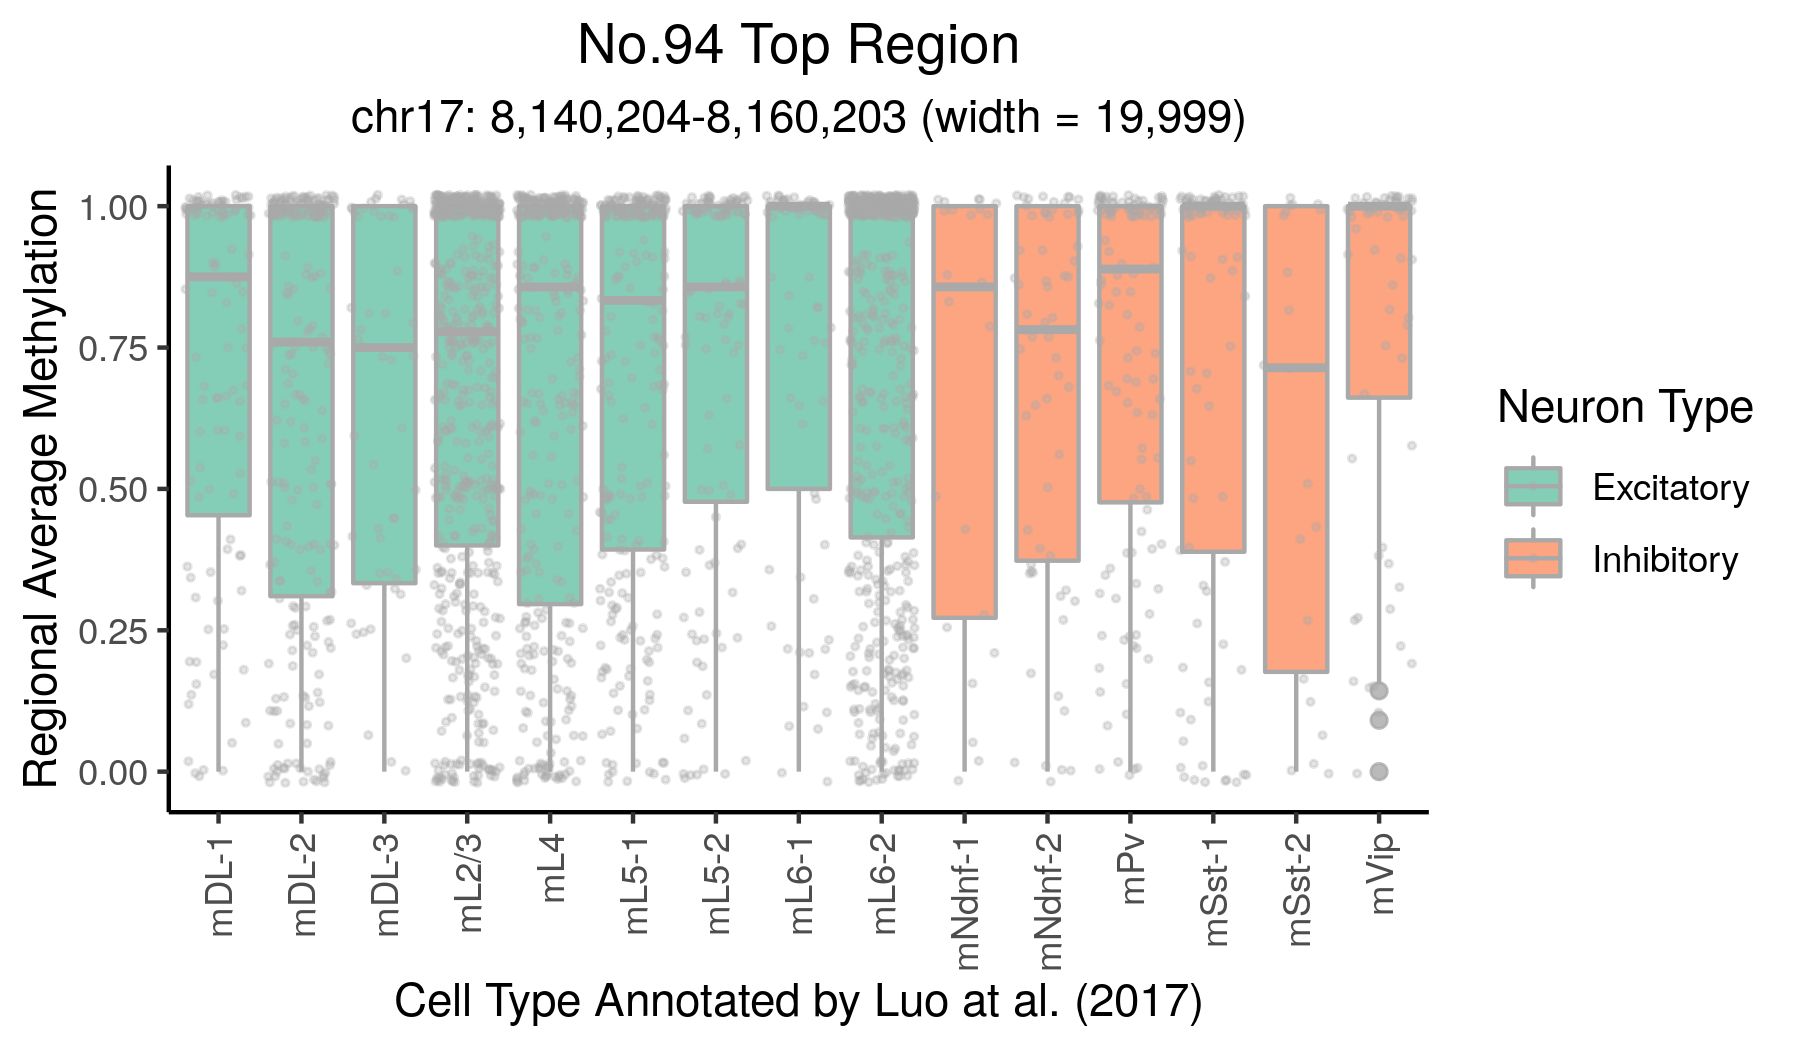 No.94 Top Region
chr17: 8,140,204-8,160,203 (width = 19,999)
Regional Average Methylation
1.00
0.75
0.50
0.25
0.00
mDL-1
mDL-2
mDL-3
mL2/3
mL4
mL5-1
mL5-2
mL6-1
mL6-2
mNdnf-1
mNdnf-2
mPv
mSst-1
mSst-2
mVip
Cell Type Annotated by Luo at al. (2017)
Neuron Type
Excitatory
Inhibitory